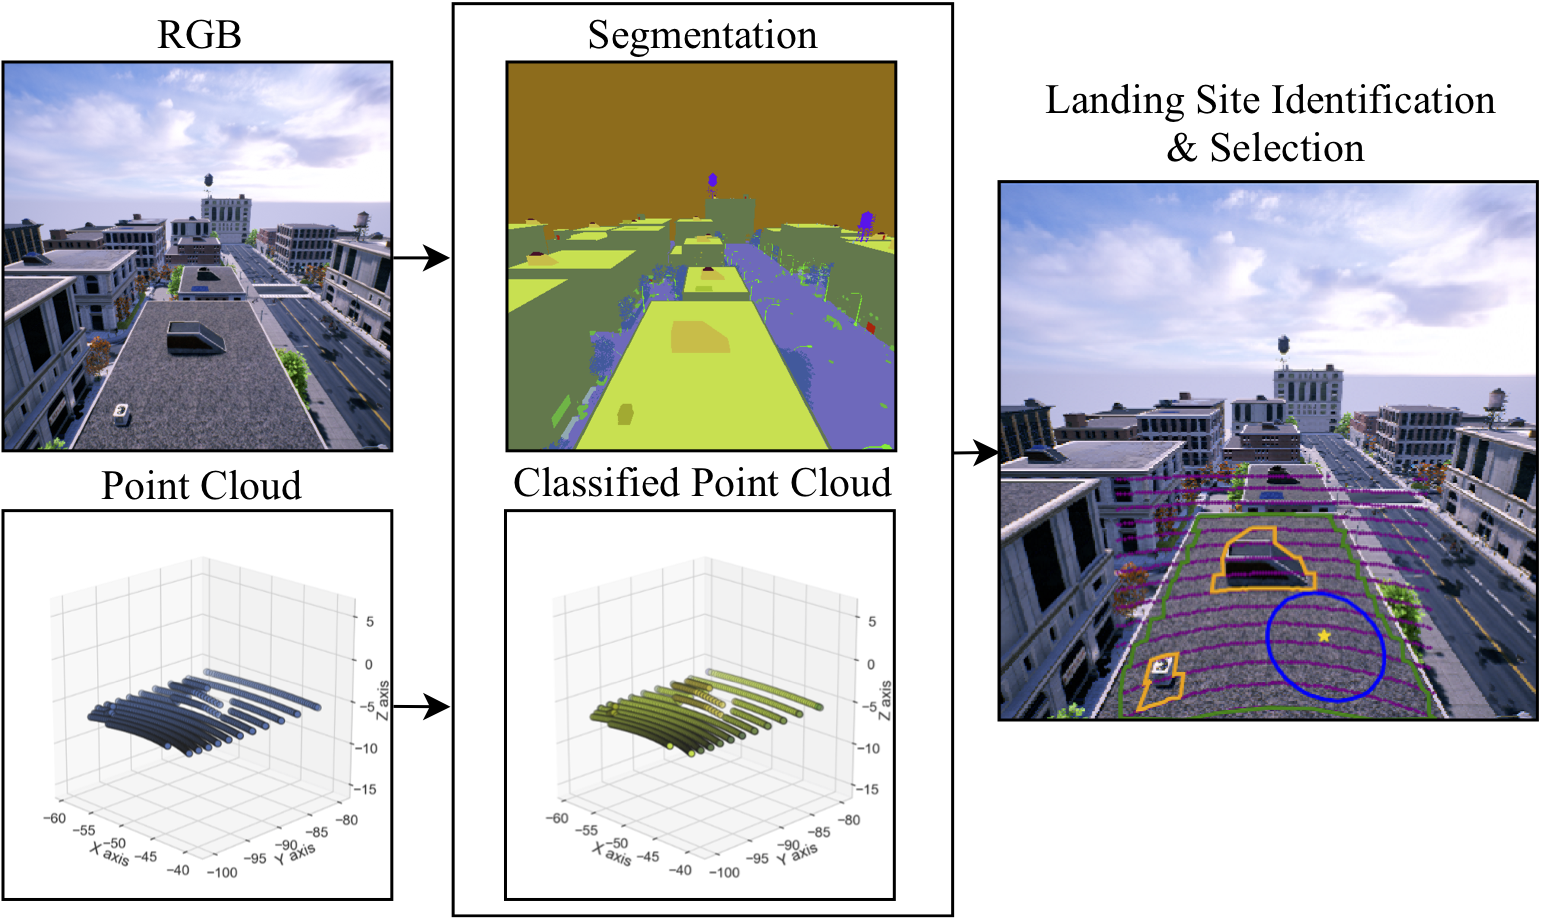 RGB
Segmentation
Landing Site Identification
& Selection
Point Cloud
Classified Point Cloud
5
0
−5
−10
−15
Z axis
−60
−55
−50
−45
−40
X axis
−100
−95
−90
−85
−80
Y axis
5
0
−5
−10
−15
Z axis
−60
−55
−50
−45
−40
X axis
−100
−95
−90
−85
−80
Y axis